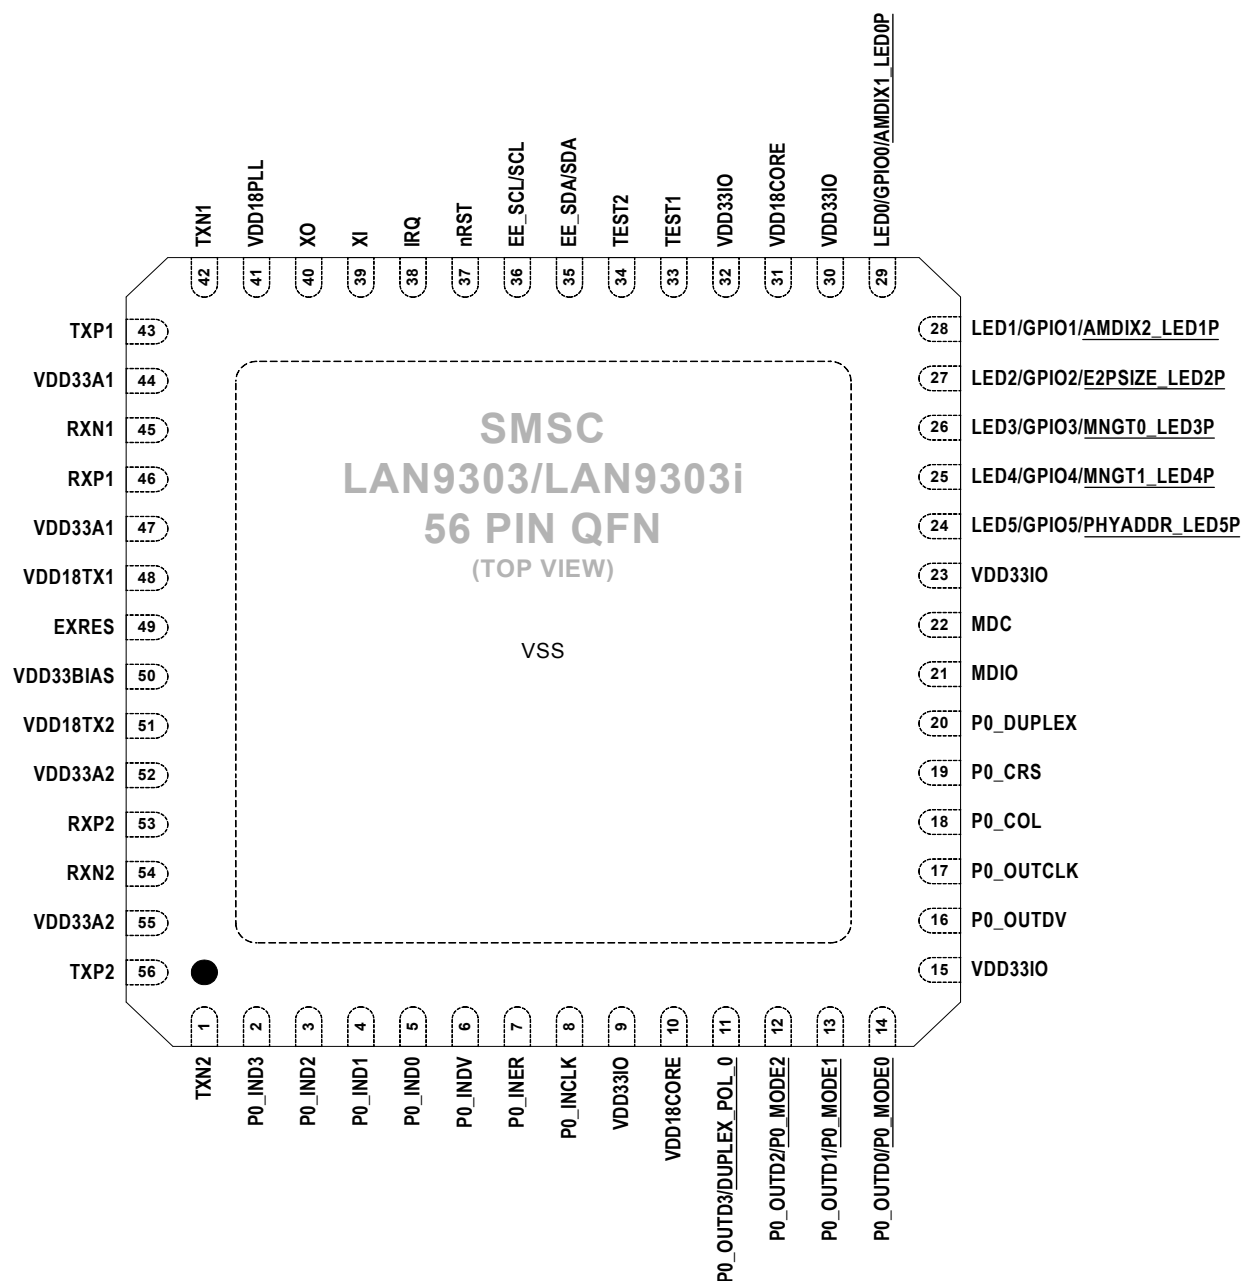 LED0/GPIO0/AMDIX1_LED0P
TXN1
VDD18PLL
XO
XI
IRQ
nRST
EE_SCL/SCL
EE_SDA/SDA
TEST2
TEST1
VDD33IO
VDD18CORE
VDD33IO
42
41
40
39
38
37
36
35
34
33
32
31
30
29
TXP1 43
VDD33A1 44
RXN1 45
RXP1 46
VDD33A1 47
VDD18TX1 48
EXRES 49
VDD33BIAS 50
VDD18TX2 51
VDD33A2 52
RXP2 53
RXN2 54
VDD33A2 55
TXP2 56
SMSC
LAN9303/LAN9303i
56 PIN QFN
(TOP VIEW)
VSS
28 LED1/GPIO1/AMDIX2_LED1P
27 LED2/GPIO2/E2PSIZE_LED2P
26 LED3/GPIO3/MNGT0_LED3P
25 LED4/GPIO4/MNGT1_LED4P
24 LED5/GPIO5/PHYADDR_LED5P
23 VDD33IO
22 MDC
21 MDIO
20 P0_DUPLEX
19 P0_CRS
18 P0_COL
17 P0_OUTCLK
16 P0_OUTDV
15 VDD33IO
1
2
3
4
5
6
7
8
9
10
11
12
13
14
TXN2
P0_IND3
P0_IND2
P0_IND1
P0_IND0
P0_INDV
P0_INER
P0_INCLK
VDD33IO
VDD18CORE
P0_OUTD3/DUPLEX_POL_0
P0_OUTD2/P0_MODE2
P0_OUTD1/P0_MODE1
P0_OUTD0/P0_MODE0